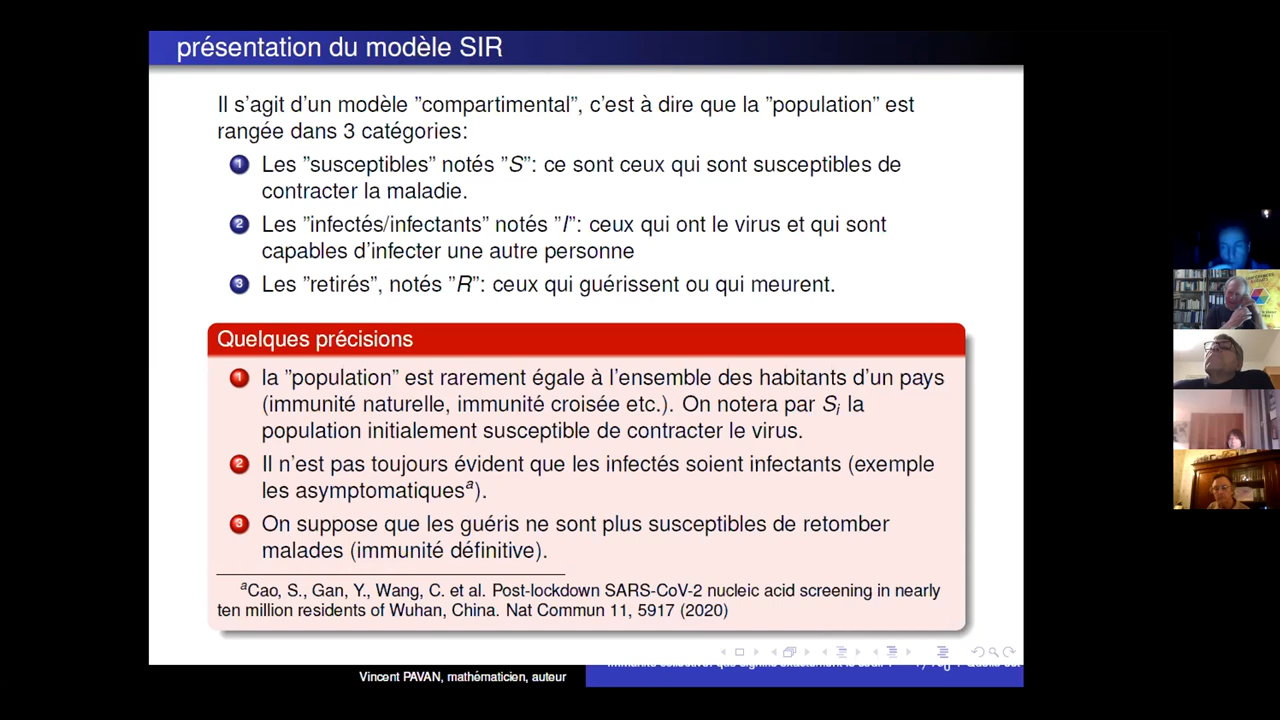 présentation du modèle SIR
Il s'agit d'un modèle "compartimental", c'est à dire que la "population" est
rangée dans 3 catégories:
1 Les "susceptibles" notés "S": ce sont ceux qui sont susceptibles de
contracter la maladie.
2 Les "infectés/infectants" notés "I": ceux qui ont le virus et qui sont
capables d'infecter une autre personne
3 Les "retirés", notés "R": ceux qui guérissent ou qui meurent.
Quelques précisions
1 la "population" est rarement égale à l'ensemble des habitants d'un pays
(immunité naturelle, immunité croisée etc.). On notera par Si la
population initialement susceptible de contracter le virus.
2 Il n'est pas toujours évident que les infectés soient infectants (exemple
les asymptomatiquesa).
3 On suppose que les guéris ne sont plus susceptibles de retomber
malades (immunité définitive).
aCao, S., Gan, Y., Wang, C. et al. Post-lockdown SARS-CoV-2 nucleic acid screening in nearly
ten million residents of Wuhan, China. Nat Commun 11, 5917 (2020)
Vincent PAVAN, mathématicien, auteur